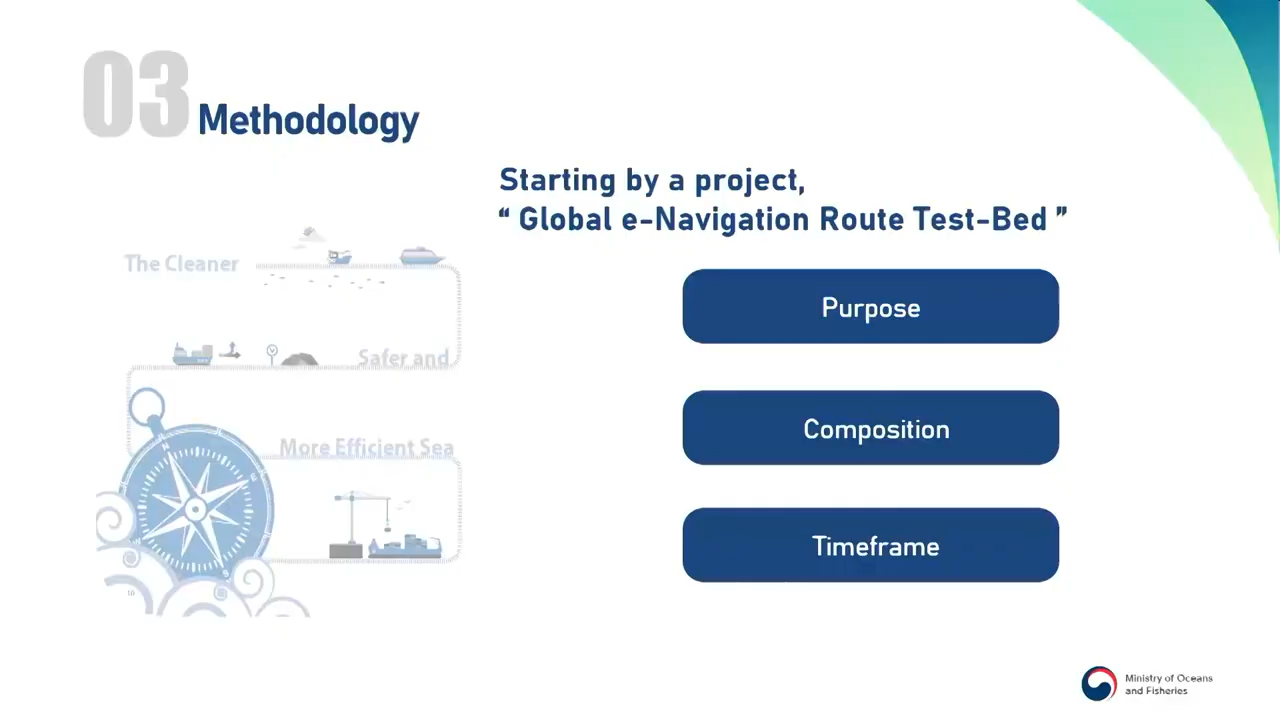 03 Methodology
Starting by a project,
“ Global e-Navigation Route Test-Bed ”
The Cleaner
Safer and
More Efficient Sea
Purpose
Composition
Timeframe
10
Ministry of Oceans
and Fisheries